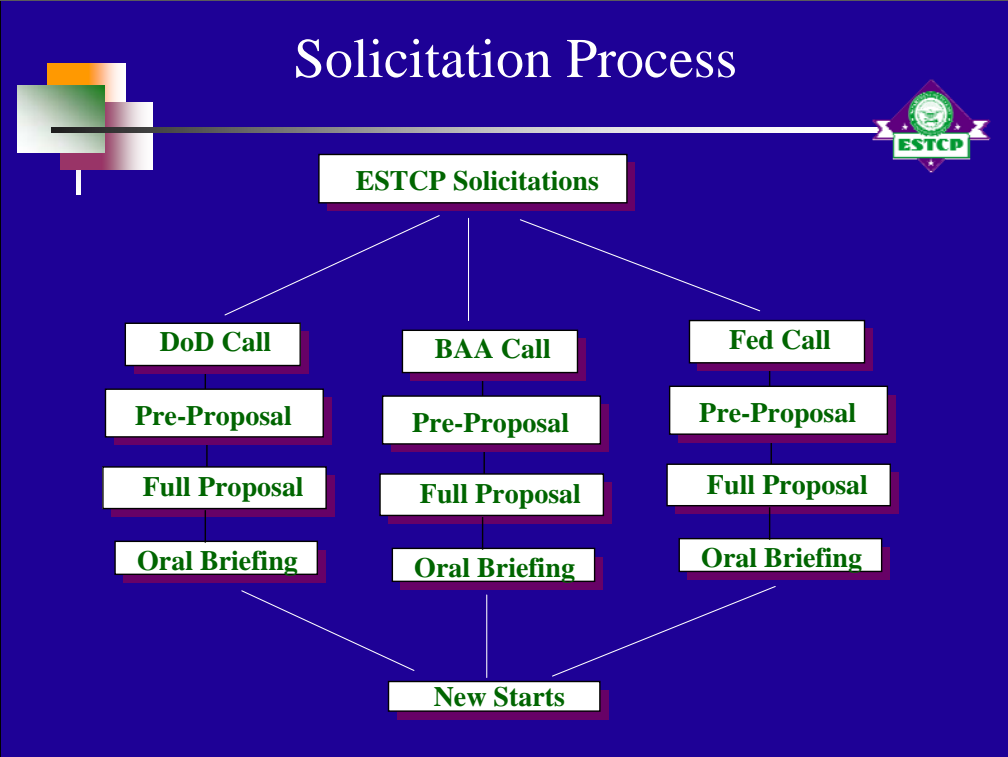 Solicitation Process
ESTCP
ESTCP Solicitations
DoD Call
Pre-Proposal
Full Proposal
Oral Briefing
BAA Call
Pre-Proposal
Full Proposal
Oral Briefing
Fed Call
Pre-Proposal
Full Proposal
Oral Briefing
New Starts